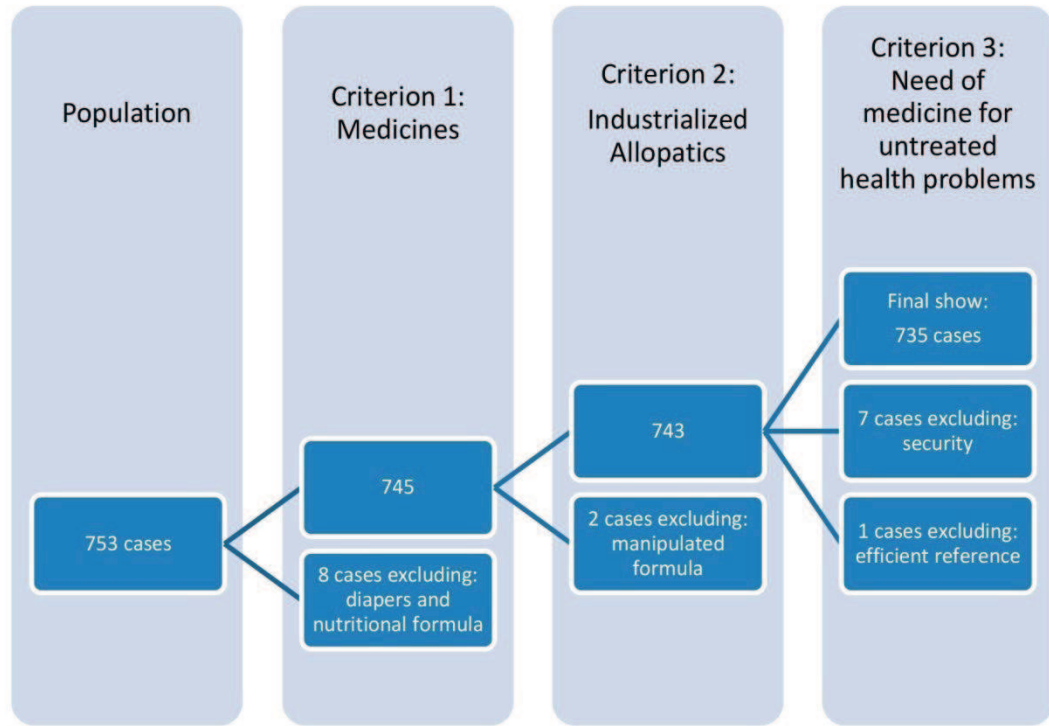 Population
753 cases
Criterion 1:
Medicines
745
8 cases excluding:
diapers and
nutritional formula
Criterion 2:
Industrialized
Allopatics
743
2 cases excluding:
manipulated
formula
Criterion 3:
Need of
medicine for
untreated
health problems
Final show:
735 cases
7 cases excluding:
security
1 cases excluding:
efficient reference